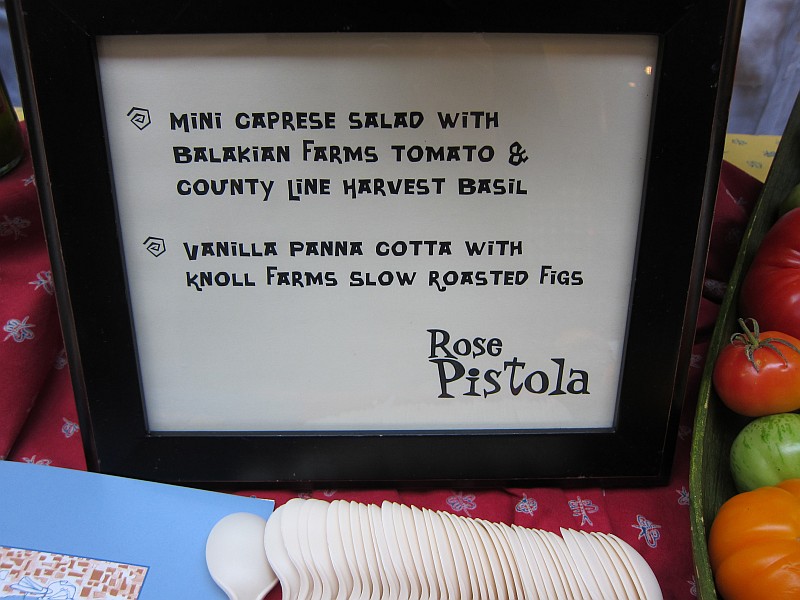 Mini Caprese Salad with
Balakian Farms Tomato &
County Line Harvest Basil
Vanilla Panna Cotta with
Knoll Farms Slow Roasted Figs
Rose
Pistola